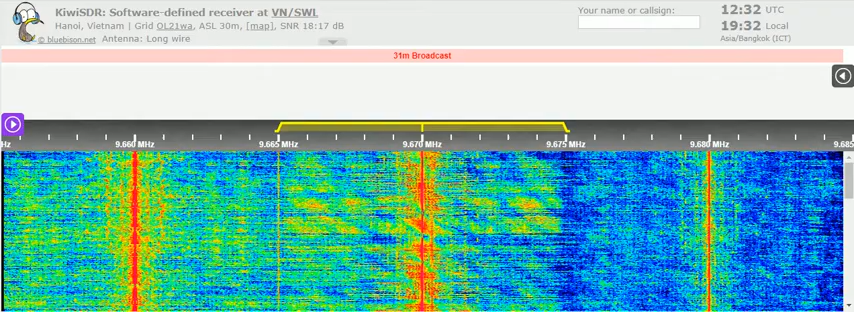 KiwiSDR: Software-defined receiver at VN/SWL
Hanoi, Vietnam | Grid OL21wa, ASL 30m, [map], SNR 18:17 dB
© bluebison.net Antenna: Long wire
Your name or callsign:
12:32 UTC
19:32 Local
Asia/Bangkok (ICT)
31m Broadcast
Hz 9.660 MHz 9.665 MHz 9.670 MHz 9.675 MHz 9.680 MHz 9.685